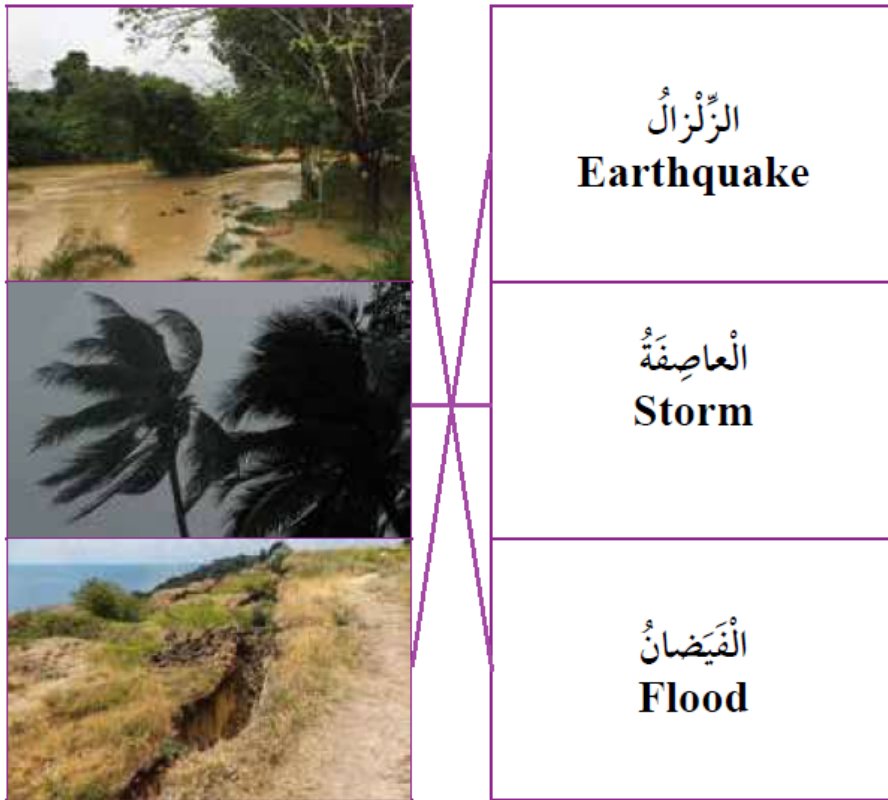 الزِّلْزالُ
Earthquake
الْعاصِفَةُ
Storm
الْفَيَضانُ
Flood